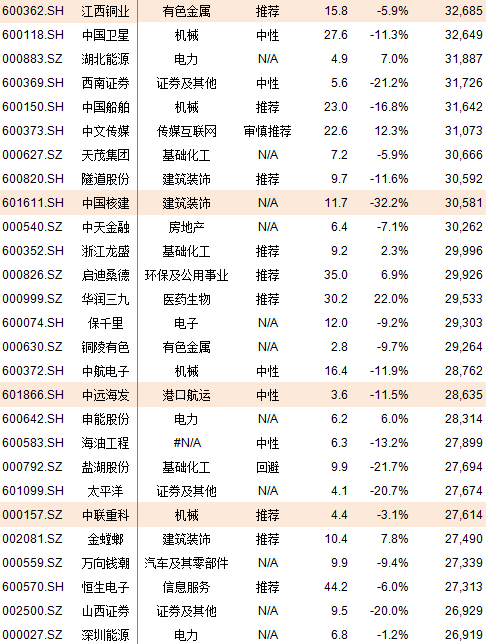 600362.SH 江西铜业 有色金属 推荐 15.8 -5.9% 32,685
600118.SH 中国卫星 机械 中性 27.6 -11.3% 32,649
000883.SZ 湖北能源 电力 N/A 4.9 7.0% 31,887
600369.SH 西南证券 证券及其他 中性 5.6 -21.2% 31,726
600150.SH 中国船舶 机械 推荐 23.0 -16.8% 31,642
600373.SH 中文传媒 传媒互联网 审慎推荐 22.6 12.3% 31,073
000627.SZ 天茂集团 基础化工 N/A 7.2 -5.9% 30,666
600820.SH 隧道股份 建筑装饰 推荐 9.7 -11.6% 30,592
601611.SH 中国核建 建筑装饰 N/A 11.7 -32.2% 30,581
000540.SZ 中天金融 房地产 N/A 6.4 -7.1% 30,262
600352.SH 浙江龙盛 基础化工 推荐 9.2 2.3% 29,996
000826.SZ 启迪桑德 环保及公用事业 推荐 35.0 6.9% 29,926
000999.SZ 华润三九 医药生物 推荐 30.2 22.0% 29,533
600074.SH 保千里 电子 N/A 12.0 -9.2% 29,303
000630.SZ 铜陵有色 有色金属 N/A 2.8 -9.7% 29,264
600372.SH 中航电子 机械 中性 16.4 -11.9% 28,762
601866.SH 中远海发 港口航运 中性 3.6 -11.5% 28,635
600642.SH 申能股份 电力 N/A 6.2 6.0% 28,314
600583.SH 海油工程 #N/A 中性 6.3 -13.2% 27,899
000792.SZ 盐湖股份 基础化工 回避 9.9 -21.7% 27,694
601099.SH 太平洋 证券及其他 N/A 4.1 -20.7% 27,674
000157.SZ 中联重科 机械 推荐 4.4 -3.1% 27,614
002081.SZ 金螳螂 建筑装饰 推荐 10.4 7.8% 27,490
000559.SZ 万向钱潮 汽车及其零部件 N/A 9.9 -9.4% 27,339
600570.SH 恒生电子 信息服务 推荐 44.2 -6.0% 27,313
002500.SZ 山西证券 证券及其他 N/A 9.5 -20.0% 26,929
000027.SZ 深圳能源 电力 N/A 6.8 -1.2% 26,919